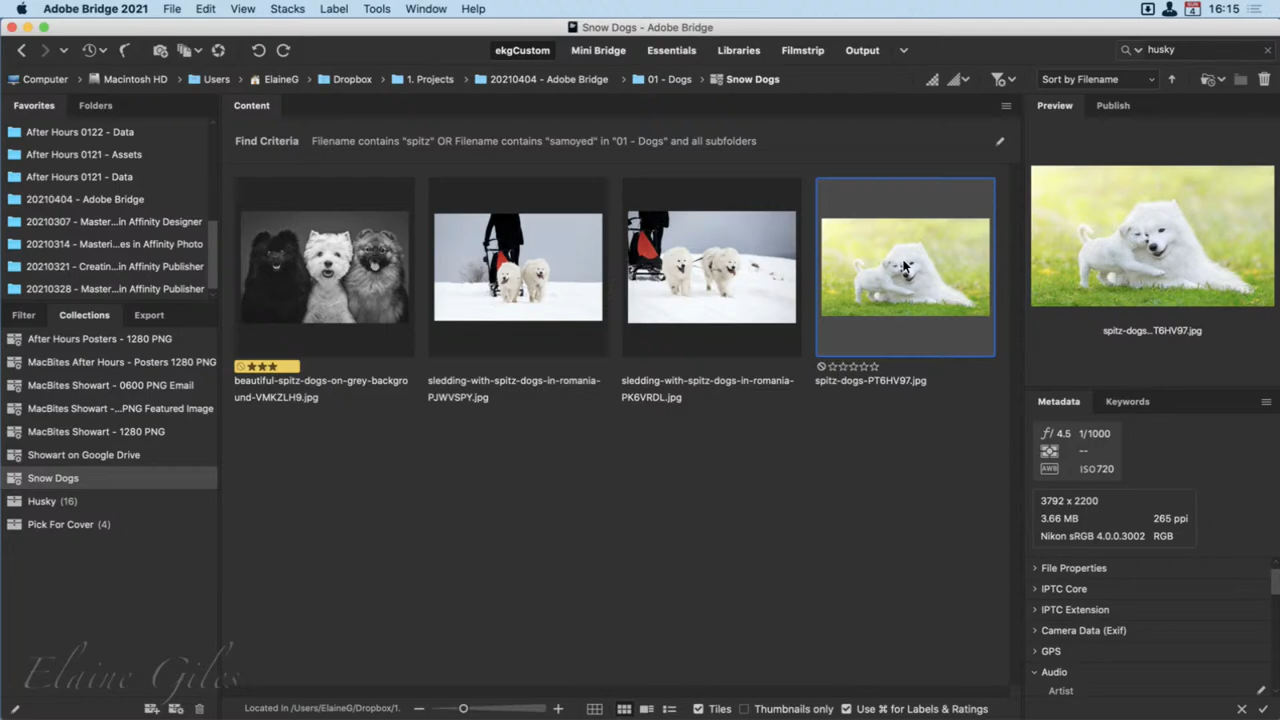 Adobe Bridge 2021 File Edit View Stacks Label Tools Window Help SUN 4 16:15
Snow Dogs - Adobe Bridge
ekgCustom Mini Bridge Essentials Libraries Filmstrip Output husky
Computer Macintosh HD Users ElaineG Dropbox 1. Projects 20210404 - Adobe Bridge 01 - Dogs Snow Dogs Sort by Filename
Favorites Folders
After Hours 0122 - Data
After Hours 0121 - Assets
After Hours 0121 - Data
20210404 - Adobe Bridge
20210307 - Master...in Affinity Designer
20210314 - Masteri...es in Affinity Photo
20210321 - Creatin...in Affinity Publisher
20210328 - Master...in Affinity Publisher
Filter Collections Export
After Hours Posters - 1280 PNG
MacBites After Hours - Posters 1280 PNG
MacBites Showart - 0600 PNG Email
MacBites Showart -...PNG Featured Image
MacBites Showart - 1280 PNG
Showart on Google Drive
Snow Dogs
Husky (16)
Pick For Cover (4)
Elaine Giles
Content
Find Criteria Filename contains "spitz" OR Filename contains "samoyed" in "01 - Dogs" and all subfolders
beautiful-spitz-dogs-on-grey-backgro
und-VMKZLH9.jpg
sledding-with-spitz-dogs-in-romania-
PJWVSPY.jpg
sledding-with-spitz-dogs-in-romania-
PK6VRDL.jpg
spitz-dogs-PT6HV97.jpg
Located In /Users/ElaineG/Dropbox/1. Tiles Thumbnails only Use ⌘ for Labels & Ratings
Preview Publish
spitz-dogs...T6HV97.jpg
Metadata Keywords
f/ 4.5 1/1000
--
AWB ISO720
3792 x 2200
3.66 MB 265 ppi
Nikon sRGB 4.0.0.3002 RGB
File Properties
IPTC Core
IPTC Extension
Camera Data (Exif)
GPS
Audio
Artist